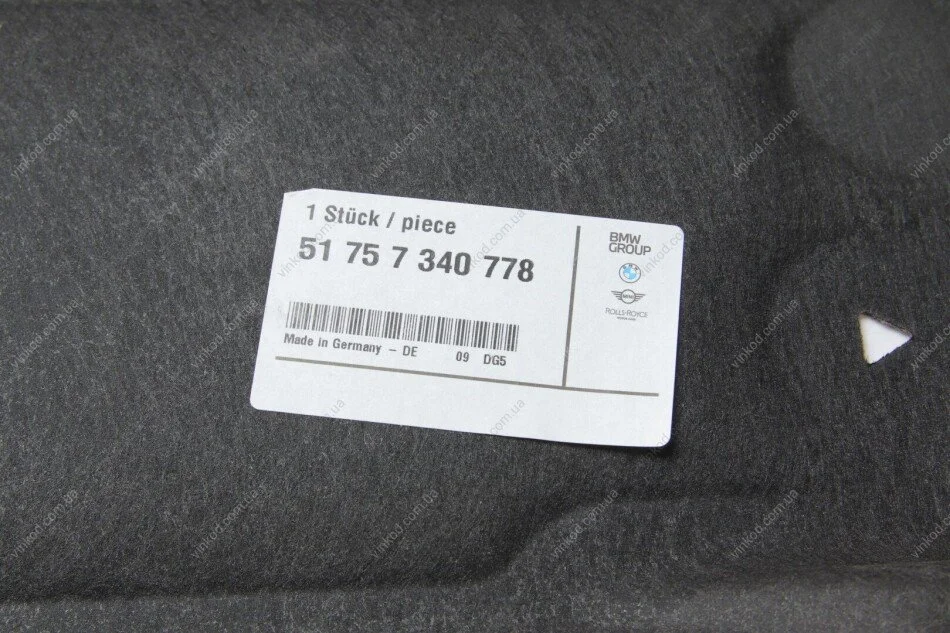 1 Stück / piece
51 75 7 340 778
Made in Germany – DE 09 DG5
BMW
GROUP
MINI
ROLLS-ROYCE
vinkod.com.ua